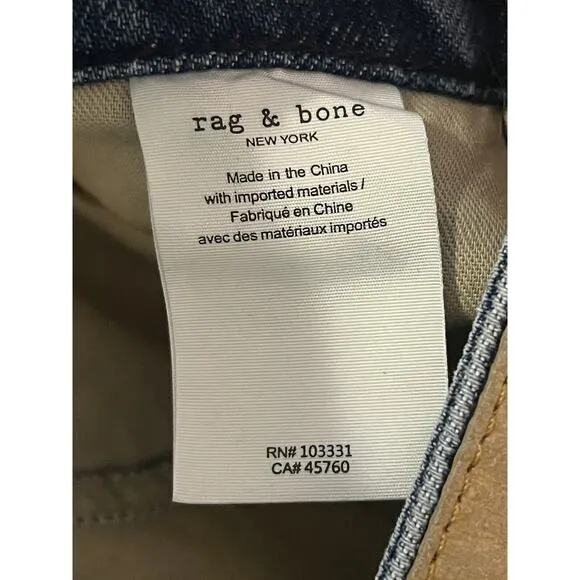 rag & bone
NEW YORK
Made in the China
with imported materials /
Fabriqué en Chine
avec des matériaux importés
RN# 103331
CA# 45760